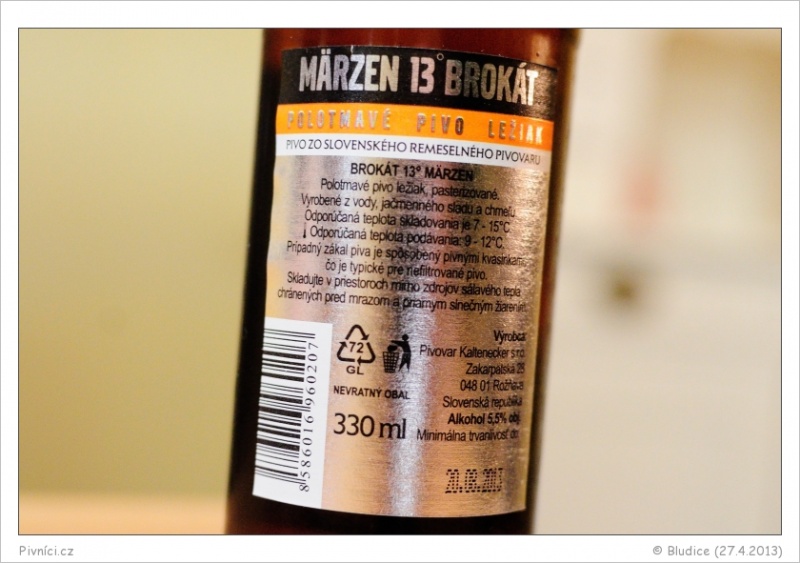 MÄRZEN 13° BROKÁT
POLOTMAVÉ PIVO LEŽIAK
PIVO ZO SLOVENSKÉHO REMESELNÉHO PIVOVARU
BROKÁT 13° MÄRZEN
Polotmavé pivo ležiak, pasterizované.
Vyrobené z vody, jačmenného sladu a chmeľu.
Odporúčaná teplota skladovania je 7 - 15°C
Odporúčaná teplota podávania: 9 - 12°C.
Prípadný zákal piva je spôsobený pivnými kvasinkami
čo je typické pre nefiltrované pivo.
Skladujte v priestoroch mimo zdrojov sálavého tepla
chránených pred mrazom a priamym slnečným žiarením.
Výrobca
Pivovar Kaltenecker s.r.o.
Zakarpatská 25
048 01 Rožňava
Slovenská republika
Alkohol 5,5% obj.
Minimálna trvanlivosť do:
20.08.2013
72
GL
NEVRATNÝ OBAL
330 ml
8586016960207
Pivníci.cz
© Bludice (27.4.2013)